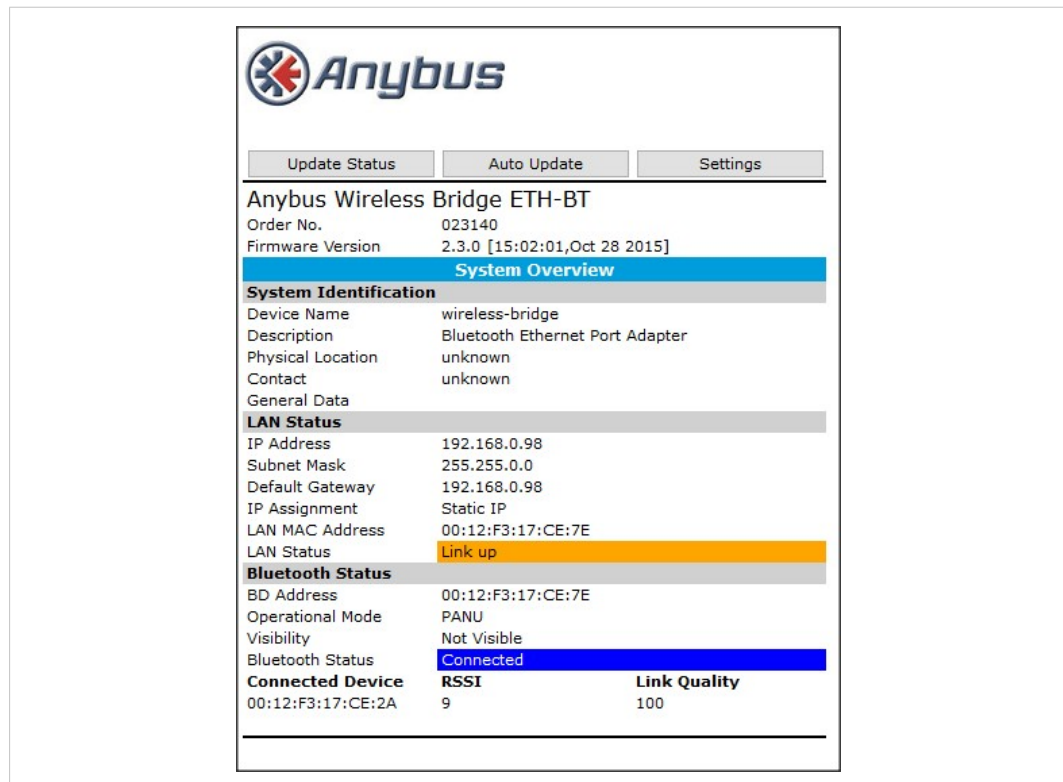 Anybus
Update Status Auto Update Settings
Anybus Wireless Bridge ETH-BT
Order No. 023140
Firmware Version 2.3.0 [15:02:01,Oct 28 2015]
System Overview
System Identification
Device Name wireless-bridge
Description Bluetooth Ethernet Port Adapter
Physical Location unknown
Contact unknown
General Data
LAN Status
IP Address 192.168.0.98
Subnet Mask 255.255.0.0
Default Gateway 192.168.0.98
IP Assignment Static IP
LAN MAC Address 00:12:F3:17:CE:7E
LAN Status Link up
Bluetooth Status
BD Address 00:12:F3:17:CE:7E
Operational Mode PANU
Visibility Not Visible
Bluetooth Status Connected
Connected Device RSSI Link Quality
00:12:F3:17:CE:2A 9 100